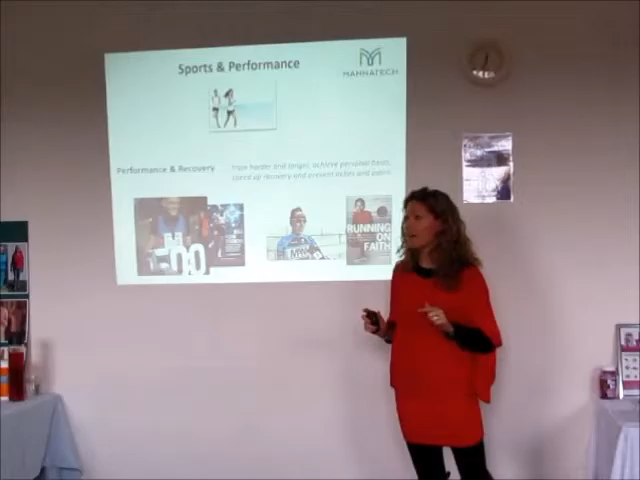 Sports & Performance
MANNATECH
Performance & Recovery
Train harder and longer, achieve personal bests,
speed up recovery and prevent aches and pains
RUNNING
ON
FAITH